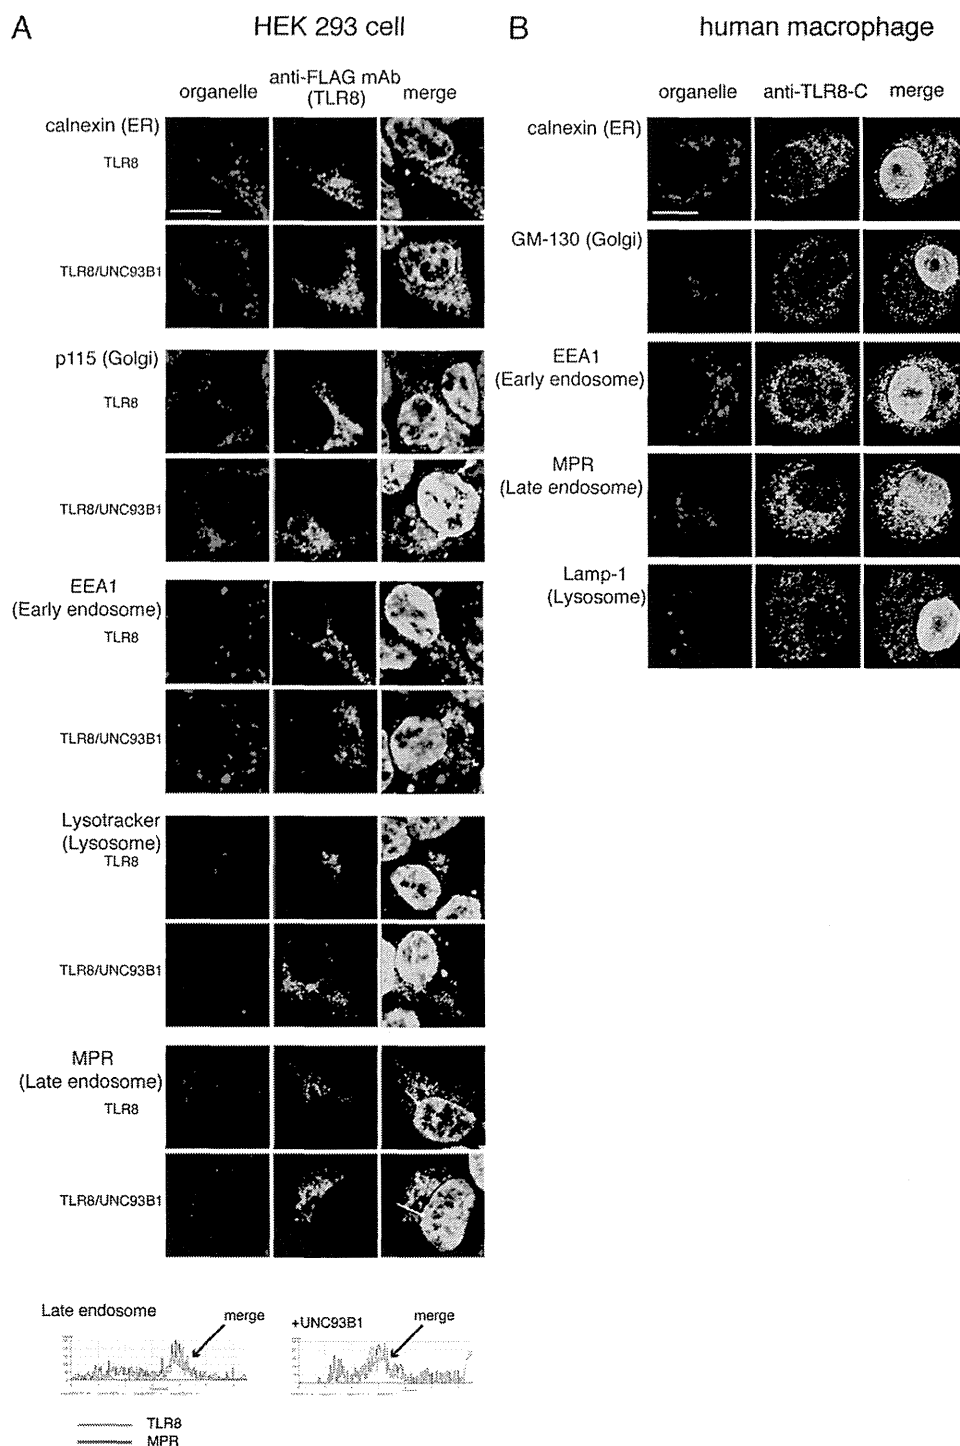 A
HEK 293 cell
organelle
anti-FLAG mAb
(TLR8)
merge
calnexin (ER)
TLR8
TLR8/UNC93B1
p115 (Golgi)
TLR8
TLR8/UNC93B1
EEA1
(Early endosome)
TLR8
TLR8/UNC93B1
Lysotracker
(Lysosome)
TLR8
TLR8/UNC93B1
MPR
(Late endosome)
TLR8
TLR8/UNC93B1
Late endosome
merge
+UNC93B1
merge
TLR8
MPR
B
human macrophage
organelle
anti-TLR8-C
merge
calnexin (ER)
GM-130 (Golgi)
EEA1
(Early endosome)
MPR
(Late endosome)
Lamp-1
(Lysosome)